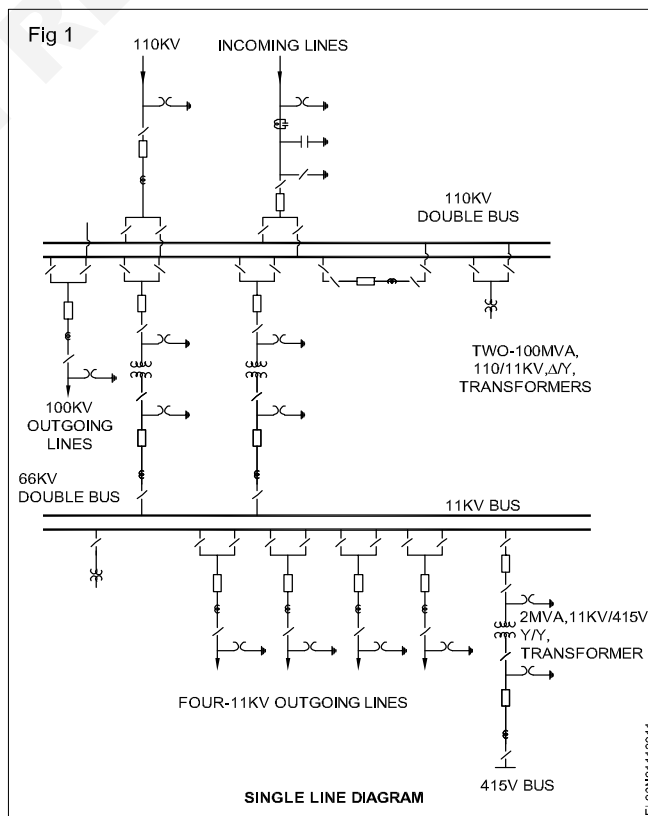 Fig 1
110KV
INCOMING LINES
110KV
DOUBLE BUS
TWO-100MVA,
110/11KV,Δ/Y,
TRANSFORMERS
100KV
OUTGOING
LINES
66KV
DOUBLE BUS
11KV BUS
2MVA,11KV/415V
Y/Y,
TRANSFORMER
FOUR-11KV OUTGOING LINES
415V BUS
SINGLE LINE DIAGRAM